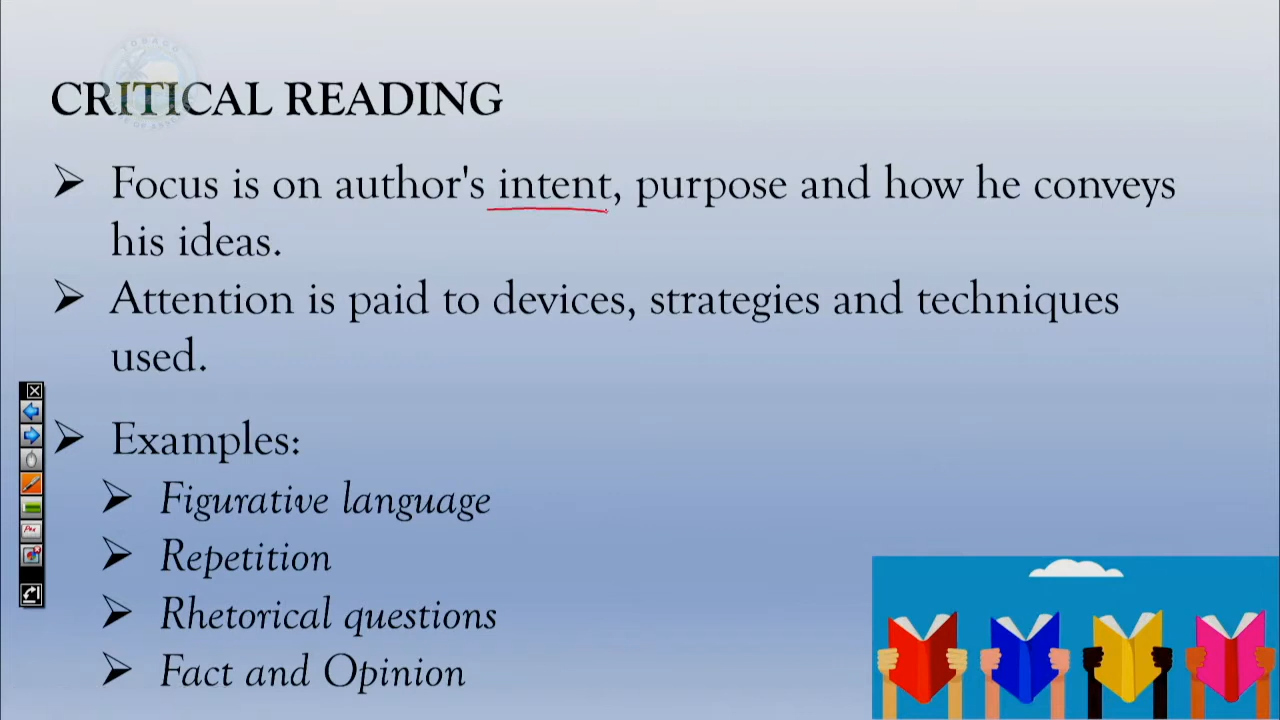 TOBAGO
CRITICAL READING
➢ Focus is on author's intent, purpose and how he conveys
his ideas.
➢ Attention is paid to devices, strategies and techniques
used.
➢ Examples:
➢ Figurative language
➢ Repetition
➢ Rhetorical questions
➢ Fact and Opinion